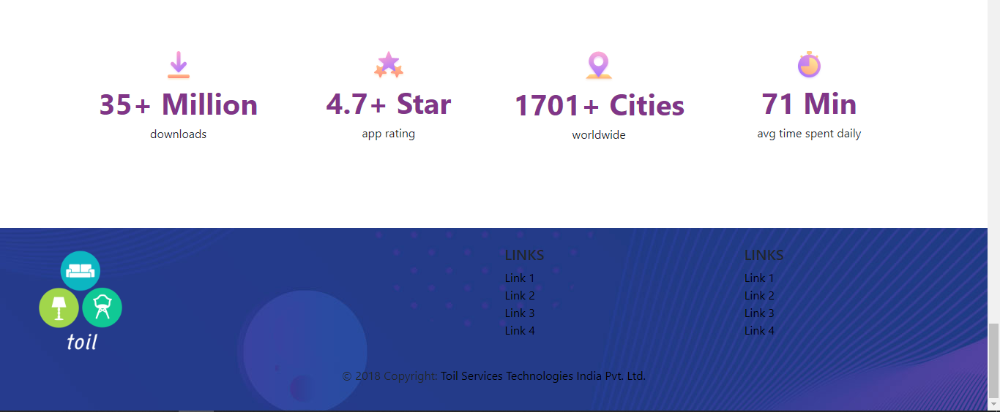 35+ Million
downloads
4.7+ Star
app rating
1701+ Cities
worldwide
71 Min
avg time spent daily
toil
LINKS
Link 1
Link 2
Link 3
Link 4
LINKS
Link 1
Link 2
Link 3
Link 4
© 2018 Copyright: Toil Services Technologies India Pvt. Ltd.